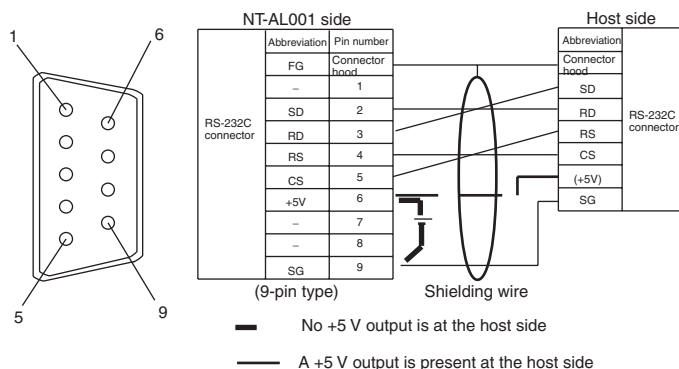 NT-AL001 side
Host side
1
6
5
9
RS-232C
connector
Abbreviation Pin number
FG Connector hood
– 1
SD 2
RD 3
RS 4
CS 5
+5V 6
– 7
– 8
SG 9
(9-pin type)
Shielding wire
Abbreviation
Connector
hood
SD
RD
RS
CS
(+5V)
SG
RS-232C
connector
No +5 V output is at the host side
A +5 V output is present at the host side